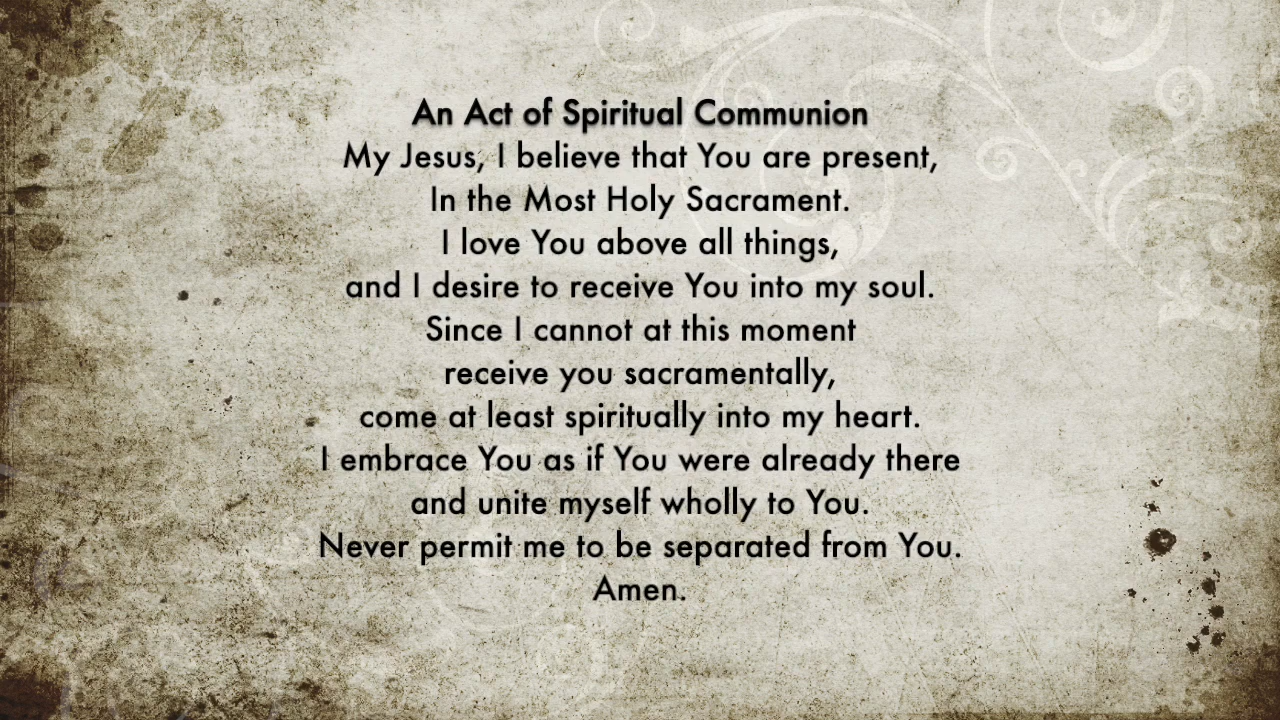 An Act of Spiritual Communion
My Jesus, I believe that You are present,
In the Most Holy Sacrament.
I love You above all things,
and I desire to receive You into my soul.
Since I cannot at this moment
receive you sacramentally,
come at least spiritually into my heart.
I embrace You as if You were already there
and unite myself wholly to You.
Never permit me to be separated from You.
Amen.